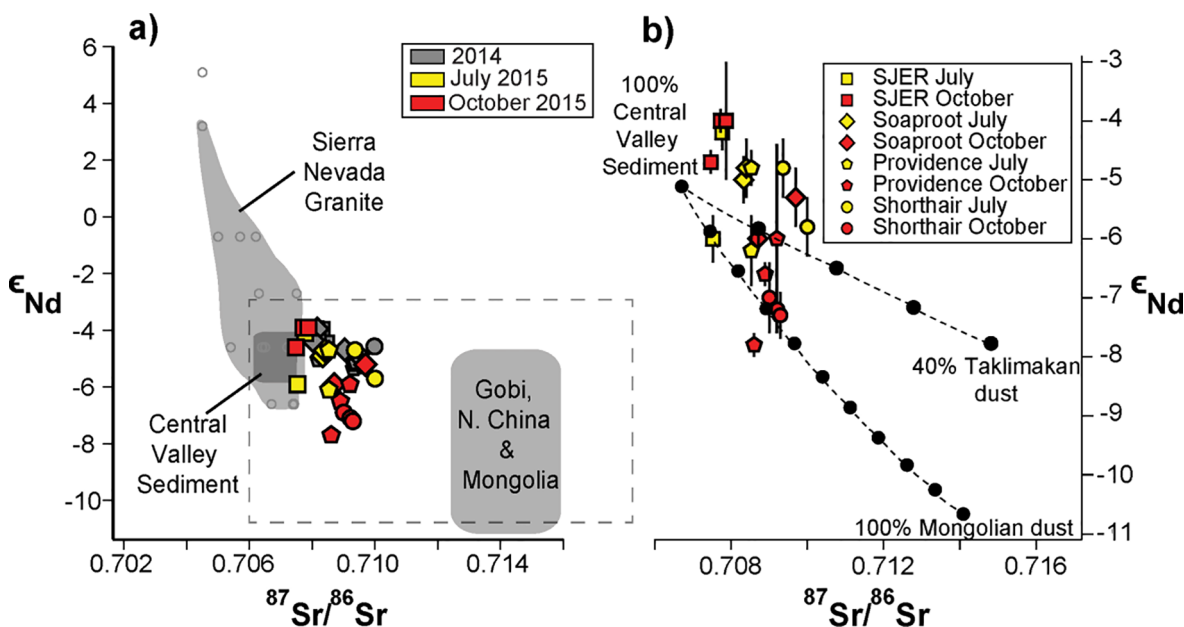 a)
6
4
2
0
-2
-4
-6
-8
-10
εNd
2014
July 2015
October 2015
Sierra
Nevada
Granite
Central
Valley
Sediment
Gobi,
N. China
&
Mongolia
0.702
0.706
0.710
0.714
87Sr/86Sr
b)
100%
Central
Valley
Sediment
SJER July
SJER October
Soaproot July
Soaproot October
Providence July
Providence October
Shorthair July
Shorthair October
40% Taklimakan
dust
100% Mongolian dust
-3
-4
-5
-6
-7
-8
-9
-10
-11
εNd
0.708
0.712
0.716
87Sr/86Sr